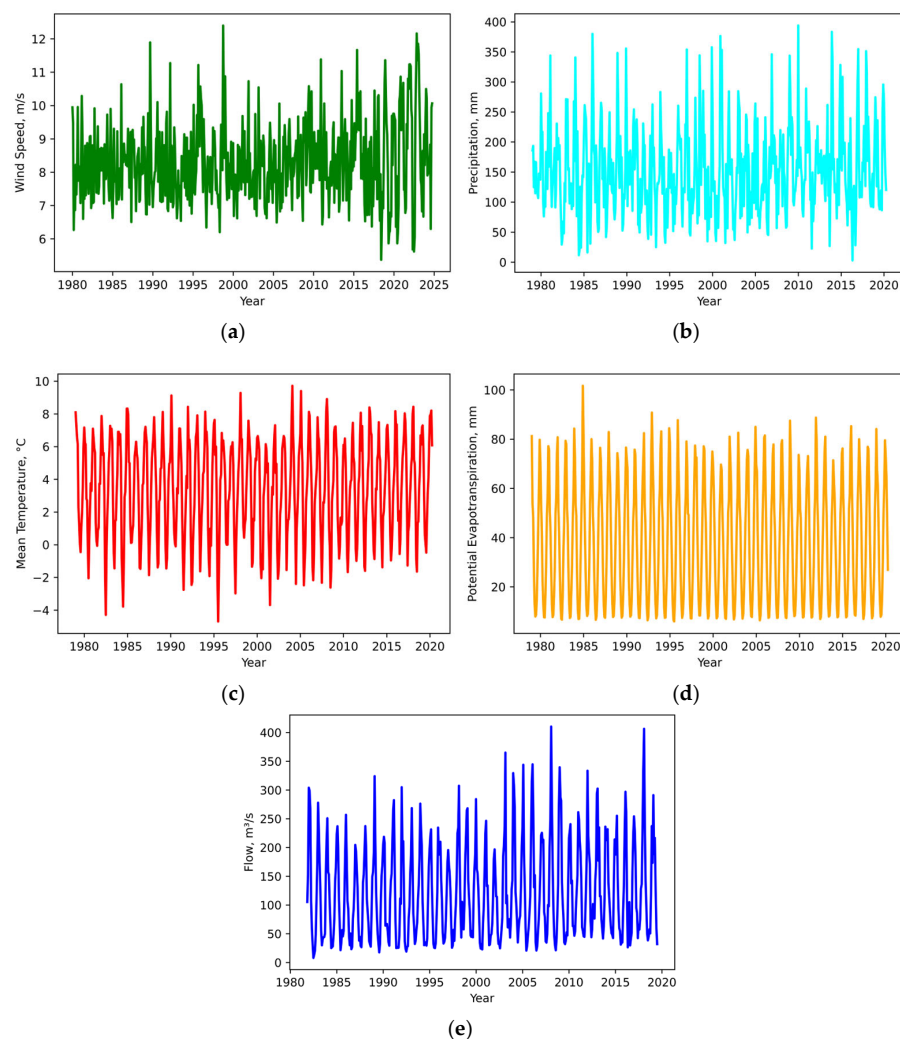 12
11
10
9
8
7
6
Wind Speed, m/s
1980 1985 1990 1995 2000 2005 2010 2015 2020 2025
Year
(a)
400
350
300
250
200
150
100
50
0
Precipitation, mm
1980 1985 1990 1995 2000 2005 2010 2015 2020
Year
(b)
10
8
6
4
2
0
−2
−4
Mean Temperature, °C
1980 1985 1990 1995 2000 2005 2010 2015 2020
Year
(c)
100
80
60
40
20
Potential Evapotranspiration, mm
1980 1985 1990 1995 2000 2005 2010 2015 2020
Year
(d)
400
350
300
250
200
150
100
50
0
Flow, m³/s
1980 1985 1990 1995 2000 2005 2010 2015 2020
Year
(e)